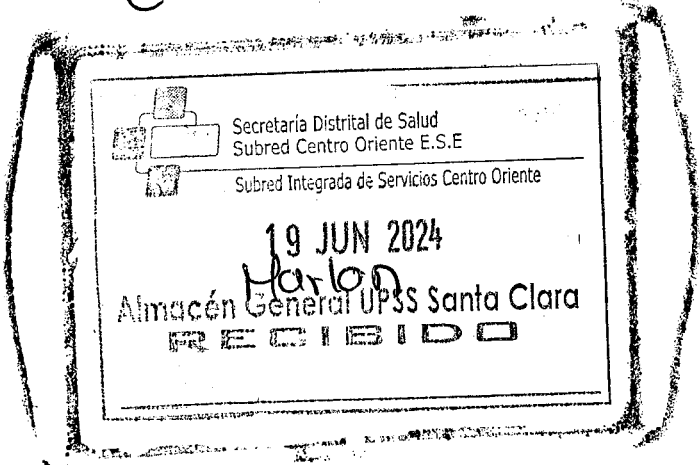 Secretaría Distrital de Salud
Subred Centro Oriente E.S.E
Subred Integrada de Servicios Centro Oriente
19 JUN 2024
Marlon
Almacén General UPSS Santa Clara
RECIBIDO